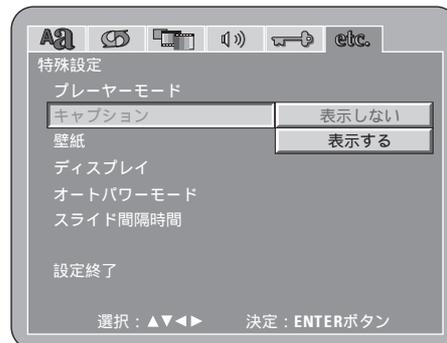 Aa etc.
特殊設定
プレーヤーモード
キャプション 表示しない
壁紙 表示する
ディスプレイ
オートパワーモード
スライド間隔時間
設定終了
選択：▲▼◀▶ 決定：ENTERボタン